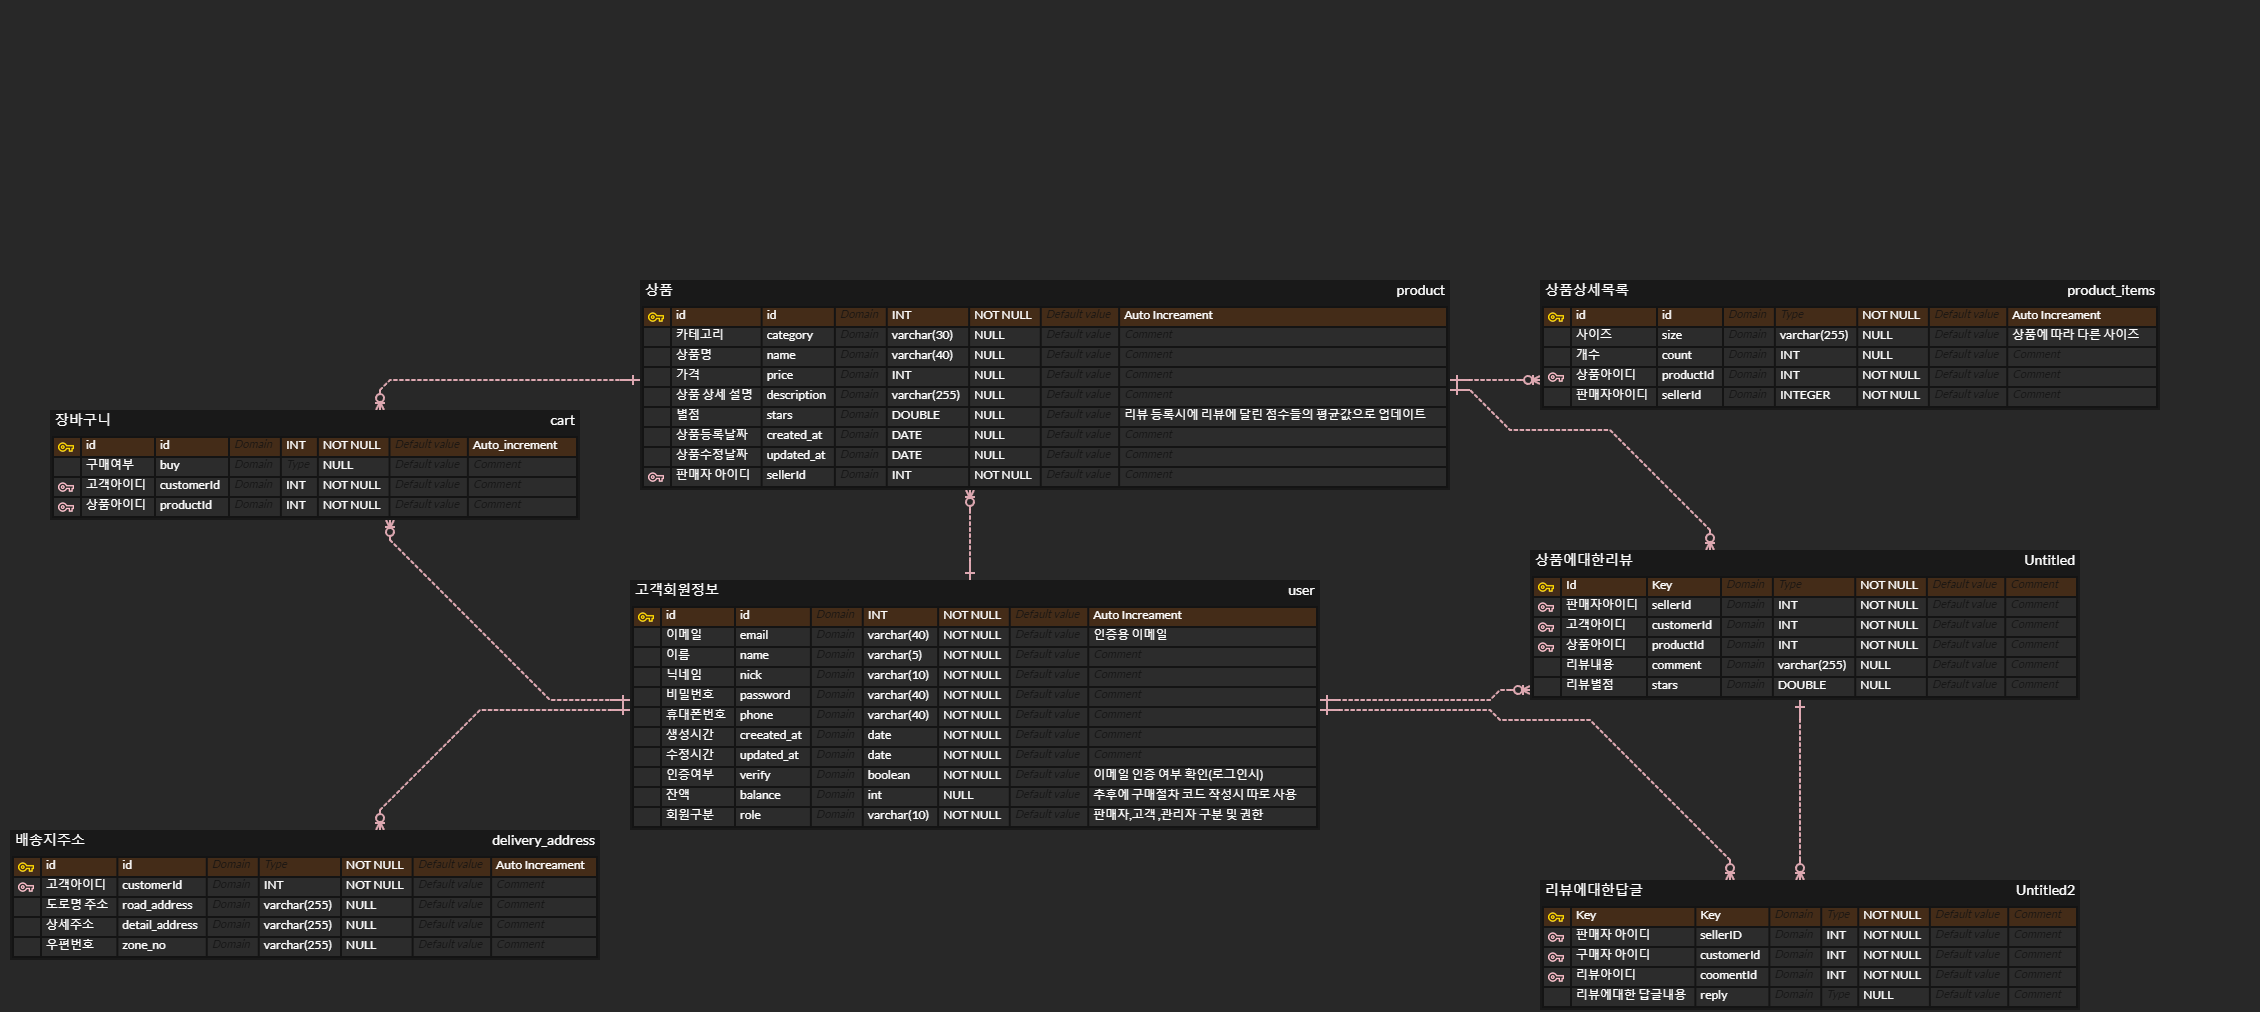 상품 product
id id Domain INT NOT NULL Default value Auto Increament
카테고리 category Domain varchar(30) NULL Default value Comment
상품명 name Domain varchar(40) NULL Default value Comment
가격 price Domain INT NULL Default value Comment
상품 상세 설명 description Domain varchar(255) NULL Default value Comment
별점 stars Domain DOUBLE NULL Default value 리뷰 등록시에 리뷰에 달린 점수들의 평균값으로 업데이트
상품등록날짜 created_at Domain DATE NULL Default value Comment
상품수정날짜 updated_at Domain DATE NULL Default value Comment
판매자 아이디 sellerId Domain INT NOT NULL Default value Comment
상품상세목록 product_items
id id Domain Type NOT NULL Default value Auto Increament
사이즈 size Domain varchar(255) NULL Default value 상품에 따라 다른 사이즈
개수 count Domain INT NULL Default value Comment
상품아이디 productId Domain INT NOT NULL Default value Comment
판매자아이디 sellerId Domain INTEGER NOT NULL Default value Comment
장바구니 cart
id id Domain INT NOT NULL Default value Auto_increment
구매여부 buy Domain Type NULL Default value Comment
고객아이디 customerId Domain INT NOT NULL Default value Comment
상품아이디 productId Domain INT NOT NULL Default value Comment
고객회원정보 user
id id Domain INT NOT NULL Default value Auto Increament
이메일 email Domain varchar(40) NOT NULL Default value 인증용 이메일
이름 name Domain varchar(5) NOT NULL Default value Comment
닉네임 nick Domain varchar(10) NOT NULL Default value Comment
비밀번호 password Domain varchar(40) NOT NULL Default value Comment
휴대폰번호 phone Domain varchar(40) NOT NULL Default value Comment
생성시간 creeated_at Domain date NOT NULL Default value Comment
수정시간 updated_at Domain date NOT NULL Default value Comment
인증여부 verify Domain boolean NOT NULL Default value 이메일 인증 여부 확인(로그인시)
잔액 balance Domain int NULL Default value 추후에 구매절차 코드 작성시 따로 사용
회원구분 role Domain varchar(10) NOT NULL Default value 판매자,고객 ,관리자 구분 및 권한
상품에대한리뷰 Untitled
Id Key Domain Type NOT NULL Default value Comment
판매자아이디 sellerId Domain INT NOT NULL Default value Comment
고객아이디 customerId Domain INT NOT NULL Default value Comment
상품아이디 productId Domain INT NOT NULL Default value Comment
리뷰내용 comment Domain varchar(255) NULL Default value Comment
리뷰별점 stars Domain DOUBLE NULL Default value Comment
배송지주소 delivery_address
id id Domain Type NOT NULL Default value Auto Increament
고객아이디 customerId Domain INT NOT NULL Default value Comment
도로명 주소 road_address Domain varchar(255) NULL Default value Comment
상세주소 detail_address Domain varchar(255) NULL Default value Comment
우편번호 zone_no Domain varchar(255) NULL Default value Comment
리뷰에대한답글 Untitled2
Key Key Domain Type NOT NULL Default value Comment
판매자 아이디 sellerID Domain INT NOT NULL Default value Comment
구매자 아이디 customerId Domain INT NOT NULL Default value Comment
리뷰아이디 coomentId Domain INT NOT NULL Default value Comment
리뷰에대한 답글내용 reply Domain Type NULL Default value Comment